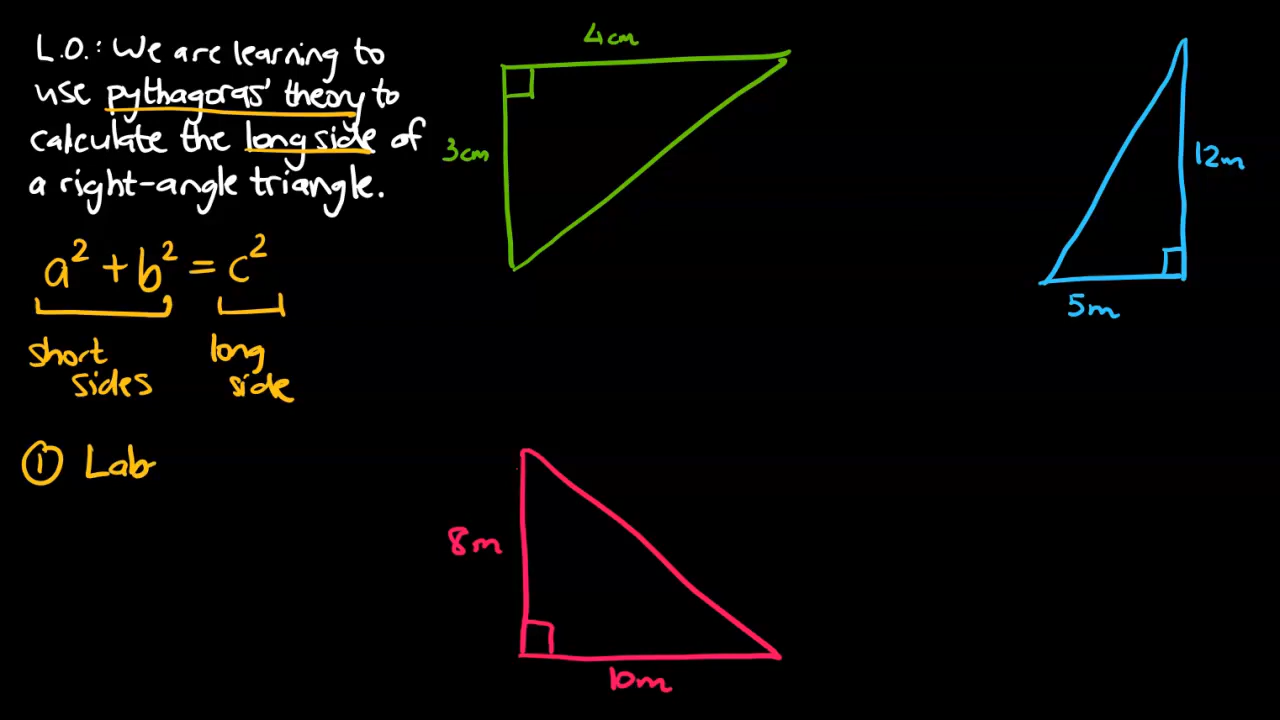 L.O.: We are learning to
use pythagoras' theory to
calculate the long side of
a right-angle triangle.
a² + b² = c²
short
sides
long
side
① Lab
4cm
3cm
12m
5m
8m
10m